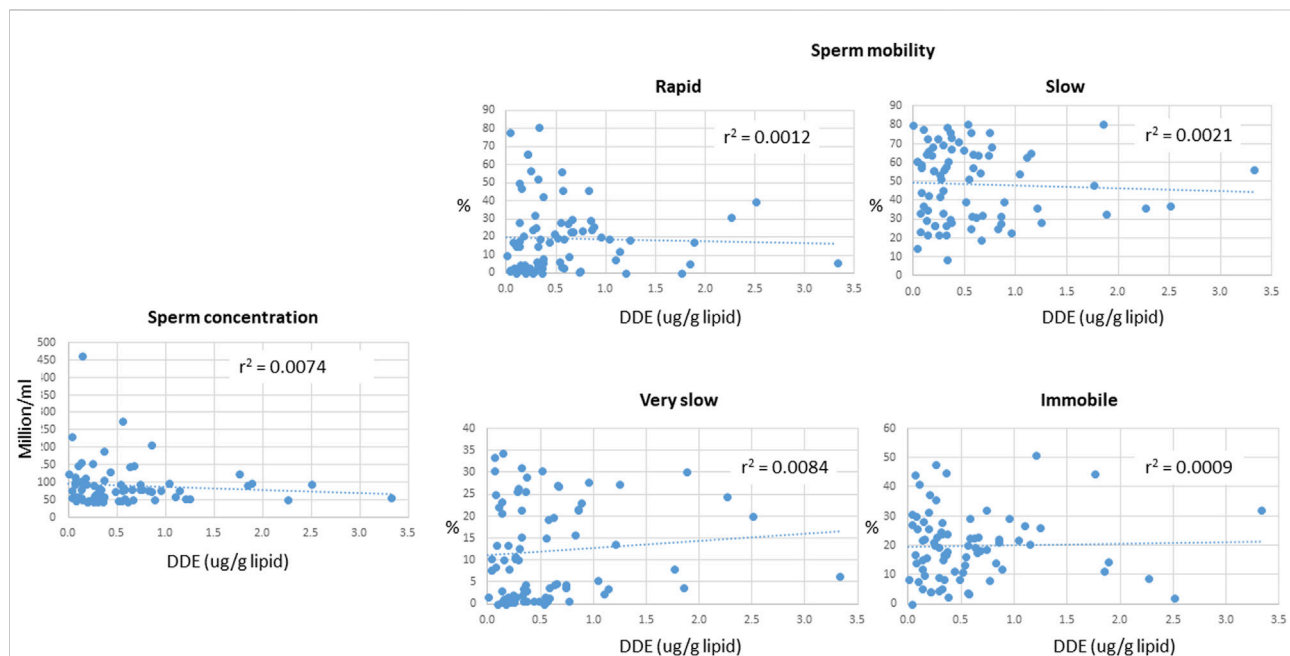 Sperm mobility
Rapid
90
80
70
60
50
40
30
20
10
0
%
r² = 0.0012
0.0 0.5 1.0 1.5 2.0 2.5 3.0 3.5
DDE (ug/g lipid)
Slow
90
80
70
60
50
40
30
20
10
0
%
r² = 0.0021
0.0 0.5 1.0 1.5 2.0 2.5 3.0 3.5
DDE (ug/g lipid)
Sperm concentration
500
450
400
350
300
250
200
150
100
50
0
Million/ml
r² = 0.0074
0.0 0.5 1.0 1.5 2.0 2.5 3.0 3.5
DDE (ug/g lipid)
Very slow
40
35
30
25
20
15
10
5
0
%
r² = 0.0084
0.0 0.5 1.0 1.5 2.0 2.5 3.0 3.5
DDE (ug/g lipid)
Immobile
60
50
40
30
20
10
0
%
r² = 0.0009
0.0 0.5 1.0 1.5 2.0 2.5 3.0 3.5
DDE (ug/g lipid)